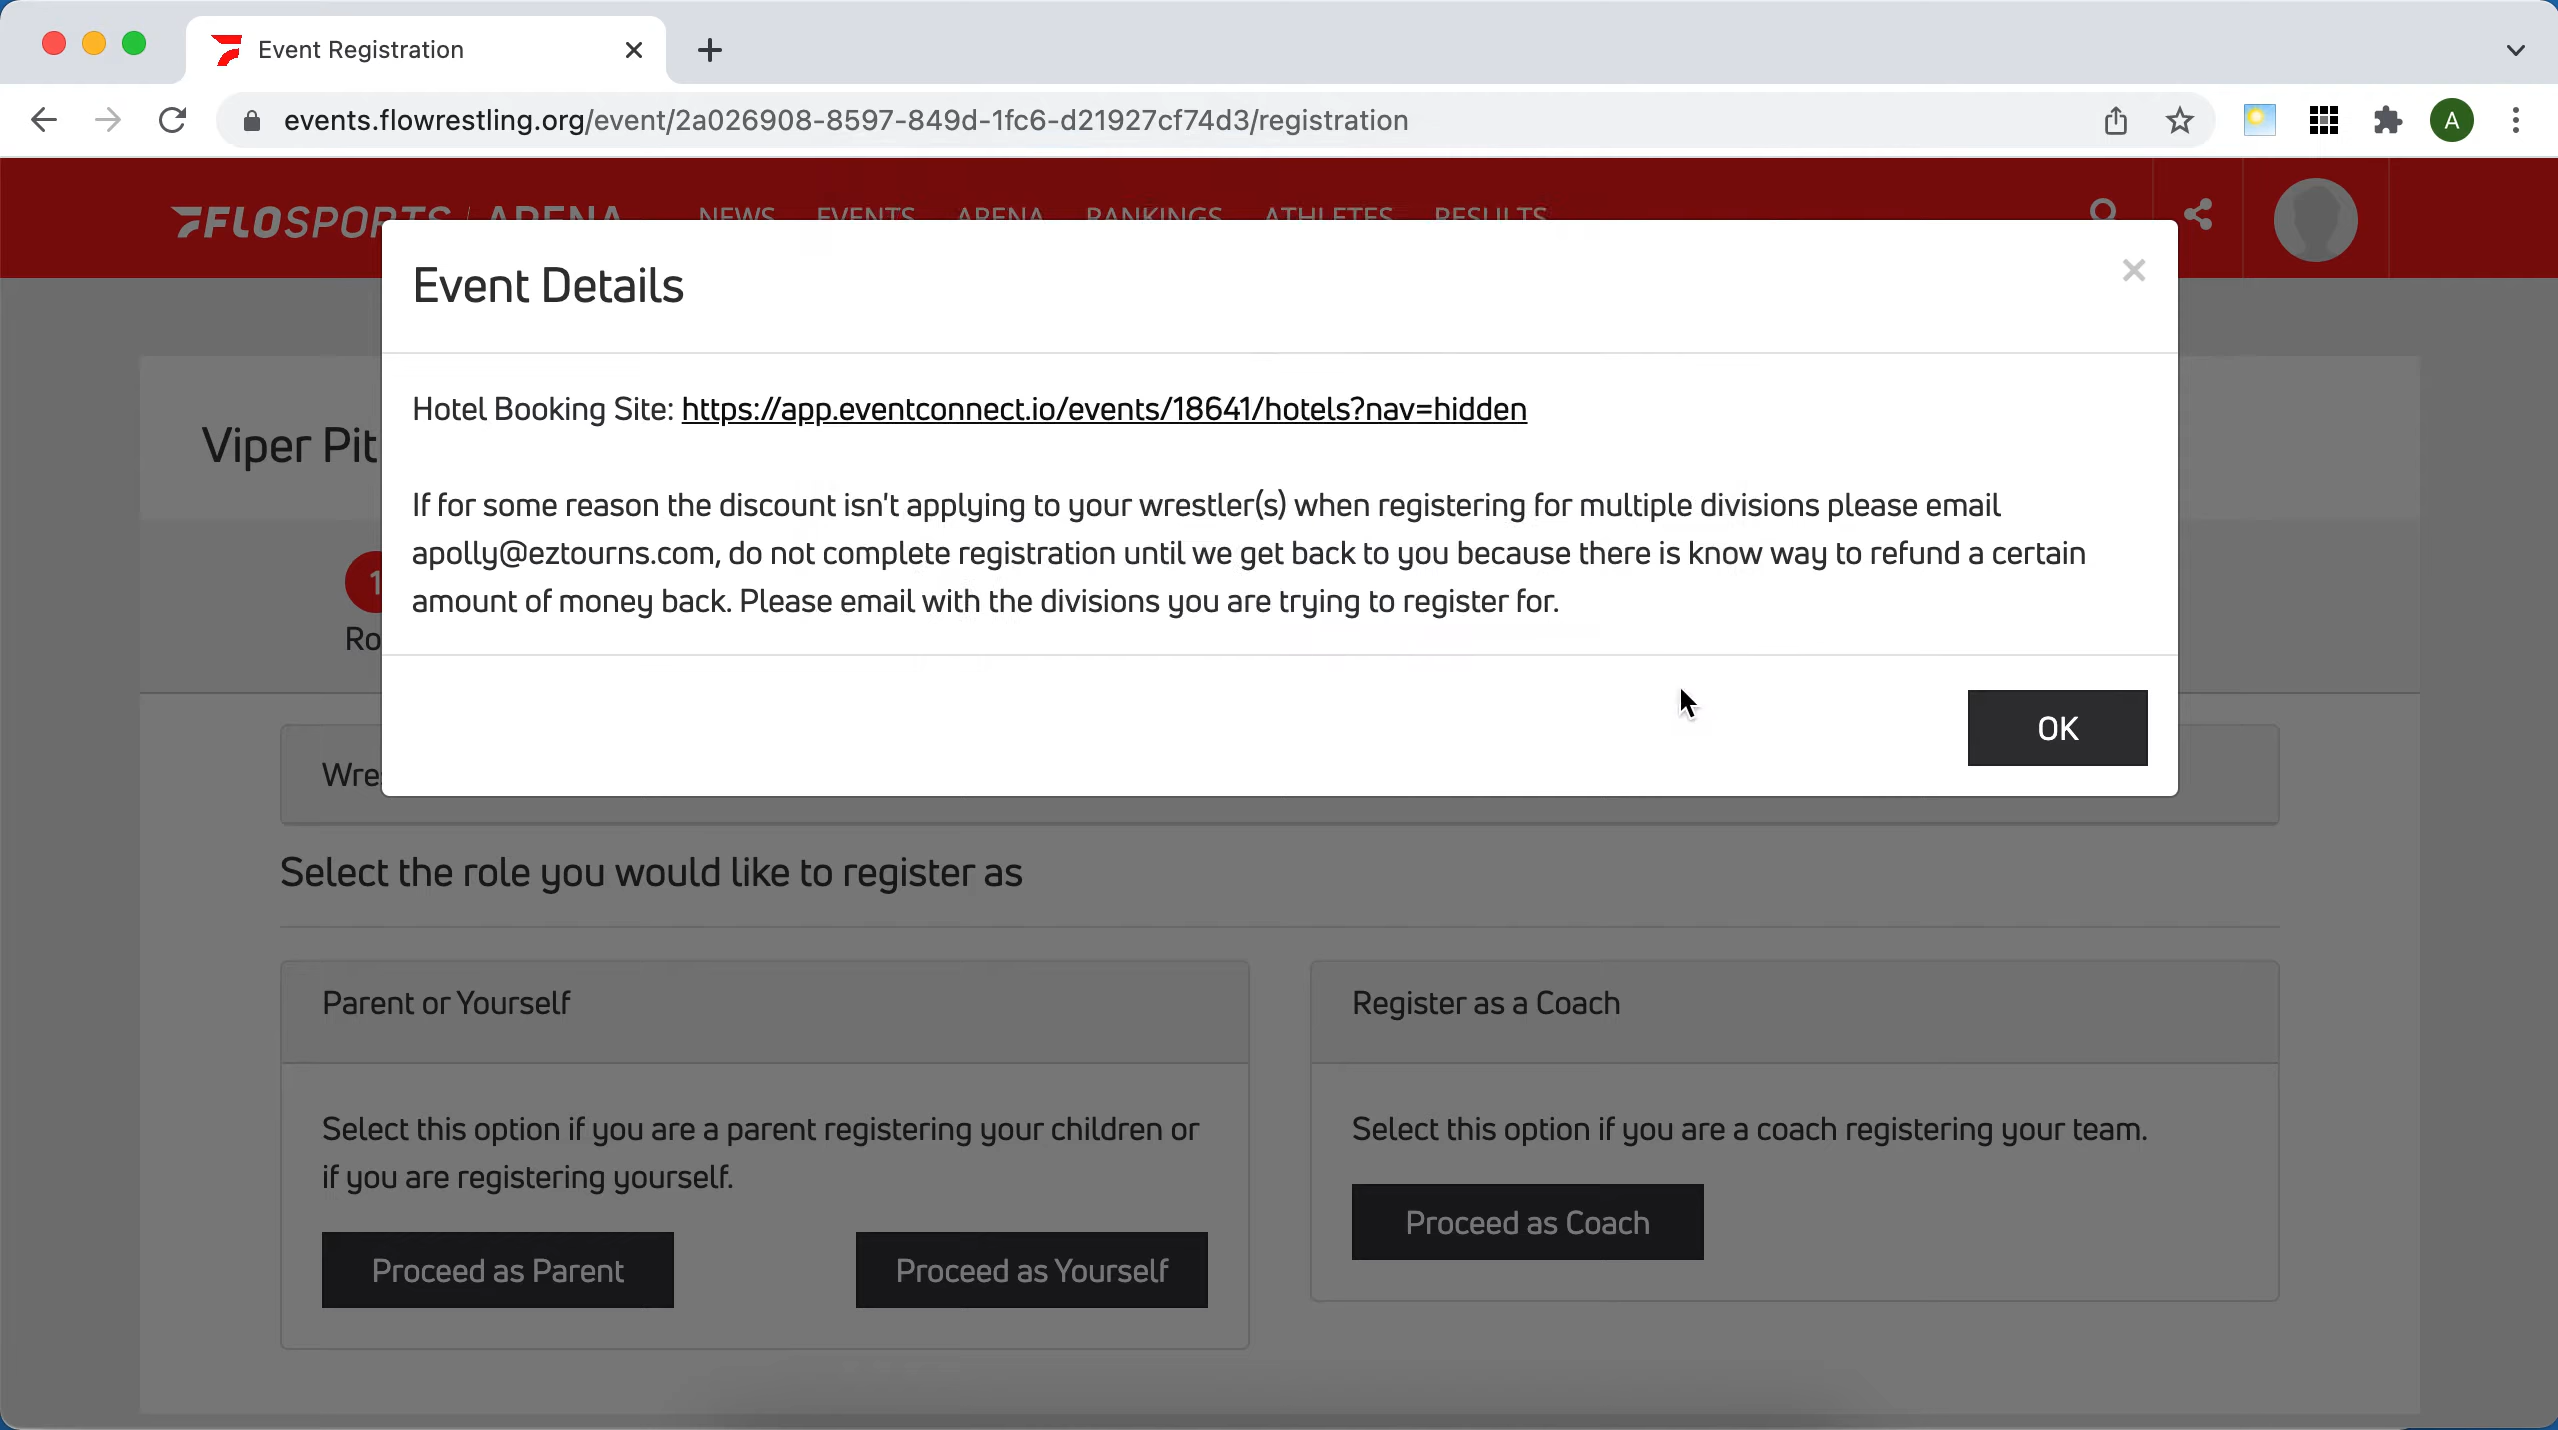 Event Registration
events.flowrestling.org/event/2a026908-8597-849d-1fc6-d21927cf74d3/registration
A
FLOSPORTS ARENA NEWS EVENTS ARENA RANKINGS ATHLETES RESULTS
Event Details
Hotel Booking Site: https://app.eventconnect.io/events/18641/hotels?nav=hidden
If for some reason the discount isn't applying to your wrestler(s) when registering for multiple divisions please email
apolly@eztourns.com, do not complete registration until we get back to you because there is know way to refund a certain
amount of money back. Please email with the divisions you are trying to register for.
OK
Viper Pit
1
Ro
Wre
Select the role you would like to register as
Parent or Yourself
Select this option if you are a parent registering your children or
if you are registering yourself.
Proceed as Parent
Proceed as Yourself
Register as a Coach
Select this option if you are a coach registering your team.
Proceed as Coach